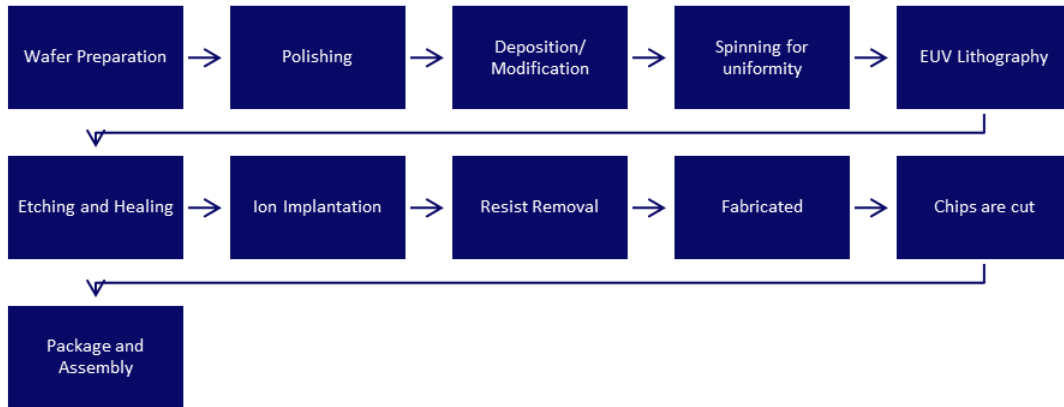 Wafer Preparation
Polishing
Deposition/
Modification
Spinning for
uniformity
EUV Lithography
Etching and Healing
Ion Implantation
Resist Removal
Fabricated
Chips are cut
Package and
Assembly